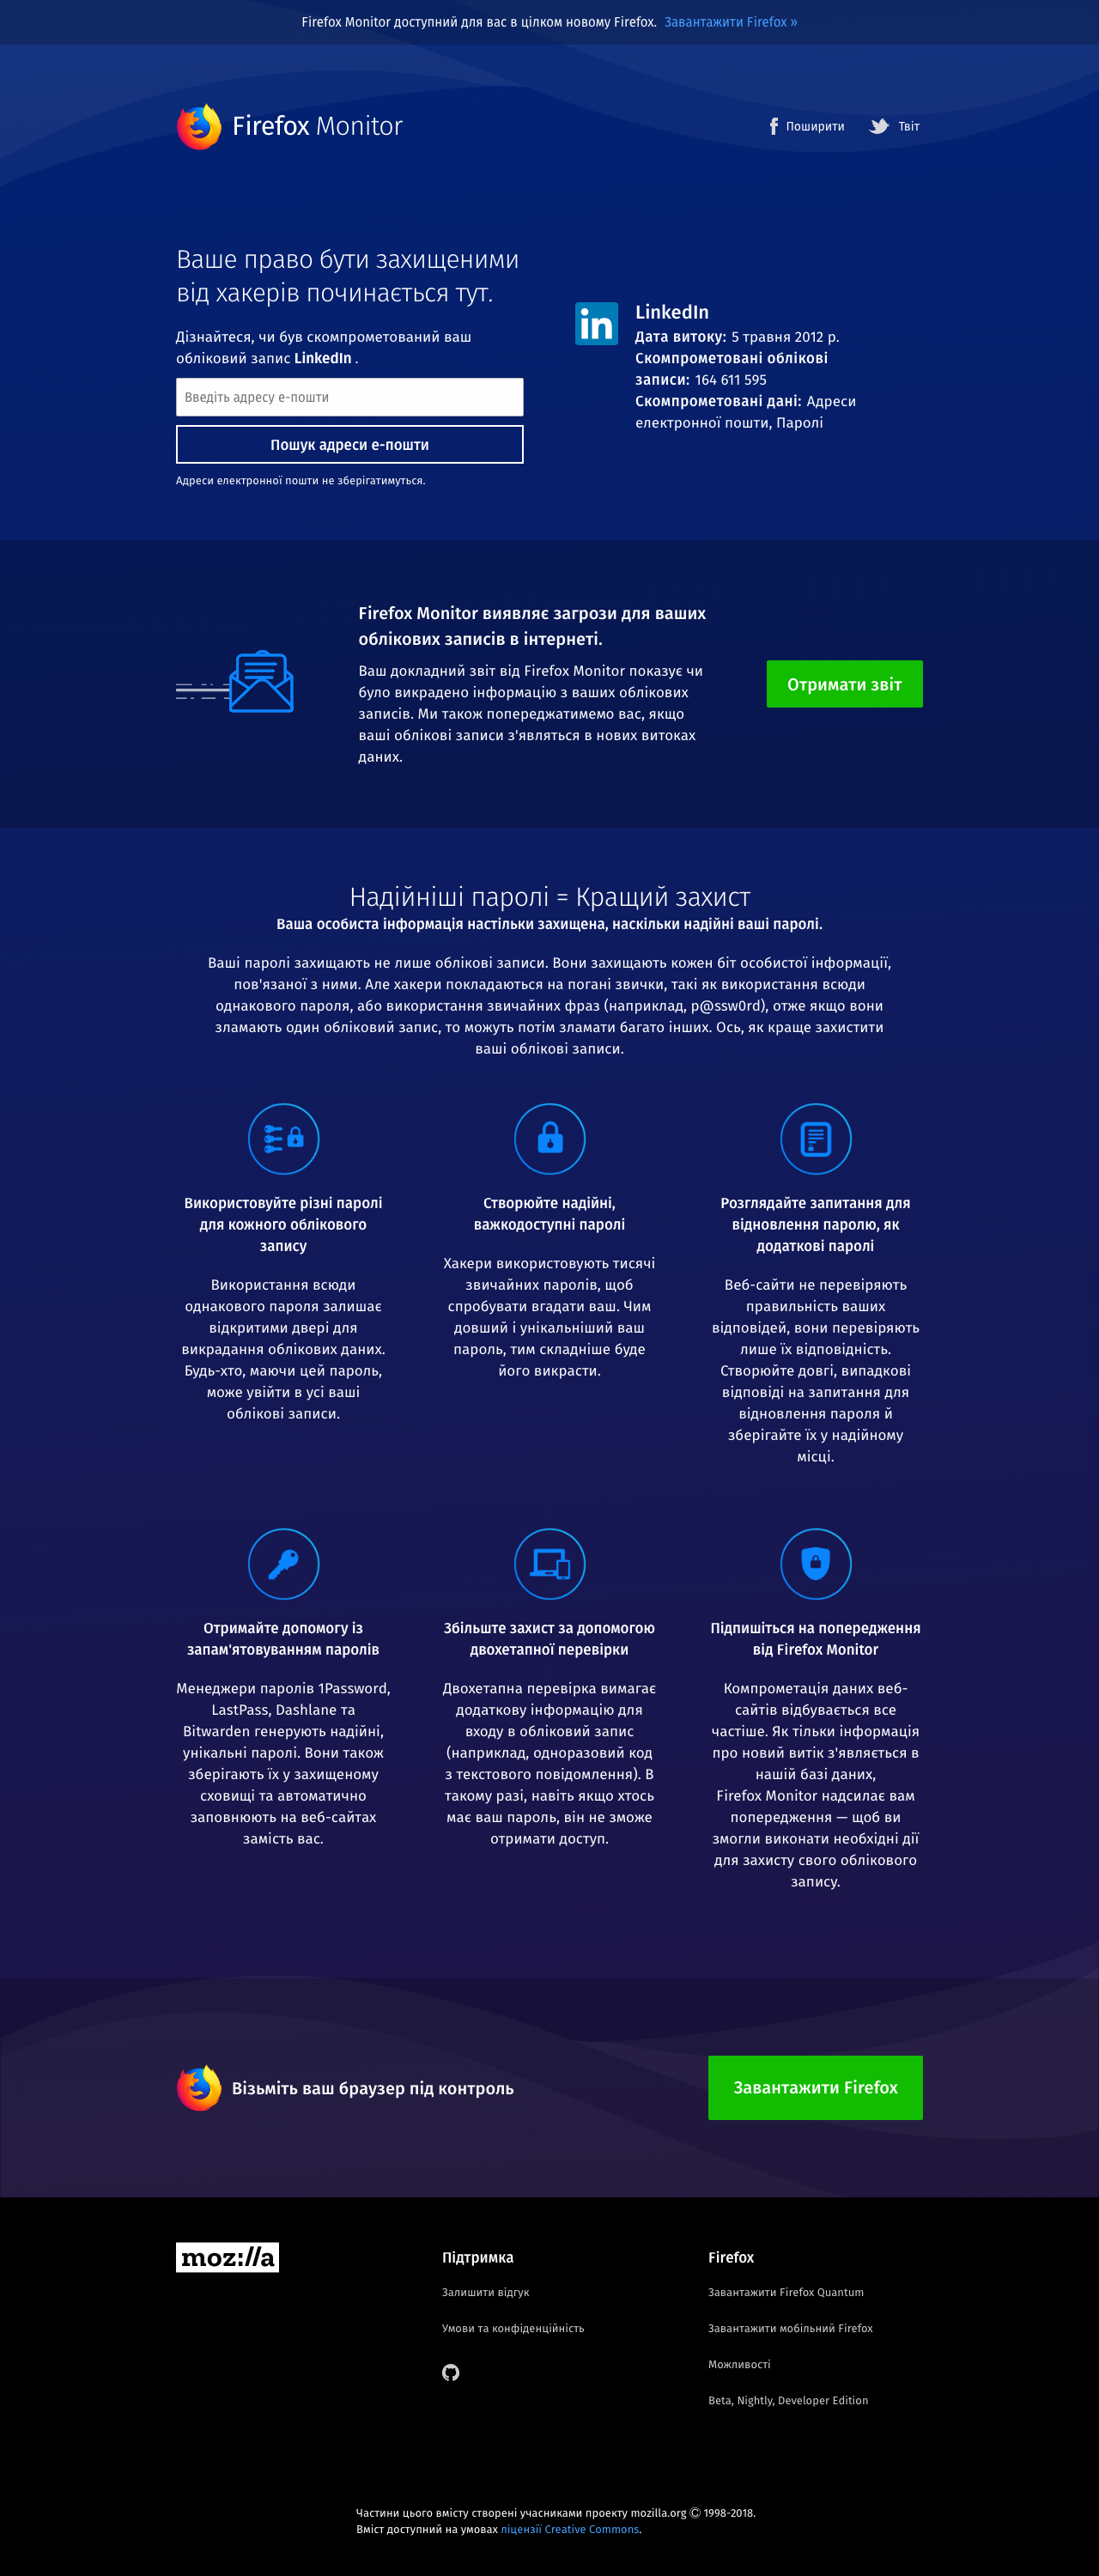 Firefox Monitor доступний для вас в цілком новому Firefox. Завантажити Firefox »
Firefox Monitor
Поширити
Твіт
Ваше право бути захищеними
від хакерів починається тут.
Дізнайтеся, чи був скомпрометований ваш
обліковий запис LinkedIn .
Введіть адресу е-пошти
Пошук адреси е-пошти
Адреси електронної пошти не зберігатимуться.
in
LinkedIn
Дата витоку: 5 травня 2012 р.
Скомпрометовані облікові
записи: 164 611 595
Скомпрометовані дані: Адреси
електронної пошти, Паролі
Firefox Monitor виявляє загрози для ваших
облікових записів в інтернеті.
Ваш докладний звіт від Firefox Monitor показує чи
було викрадено інформацію з ваших облікових
записів. Ми також попереджатимемо вас, якщо
ваші облікові записи з'являться в нових витоках
даних.
Отримати звіт
Надійніші паролі = Кращий захист
Ваша особиста інформація настільки захищена, наскільки надійні ваші паролі.
Ваші паролі захищають не лише облікові записи. Вони захищають кожен біт особистої інформації,
пов'язаної з ними. Але хакери покладаються на погані звички, такі як використання всюди
однакового пароля, або використання звичайних фраз (наприклад, p@ssw0rd), отже якщо вони
зламають один обліковий запис, то можуть потім зламати багато інших. Ось, як краще захистити
ваші облікові записи.
Використовуйте різні паролі
для кожного облікового
запису
Використання всюди
однакового пароля залишає
відкритими двері для
викрадання облікових даних.
Будь-хто, маючи цей пароль,
може увійти в усі ваші
облікові записи.
Створюйте надійні,
важкодоступні паролі
Хакери використовують тисячі
звичайних паролів, щоб
спробувати вгадати ваш. Чим
довший і унікальніший ваш
пароль, тим складніше буде
його викрасти.
Розглядайте запитання для
відновлення паролю, як
додаткові паролі
Веб-сайти не перевіряють
правильність ваших
відповідей, вони перевіряють
лише їх відповідність.
Створюйте довгі, випадкові
відповіді на запитання для
відновлення пароля й
зберігайте їх у надійному
місці.
Отримайте допомогу із
запам'ятовуванням паролів
Менеджери паролів 1Password,
LastPass, Dashlane та
Bitwarden генерують надійні,
унікальні паролі. Вони також
зберігають їх у захищеному
сховищі та автоматично
заповнюють на веб-сайтах
замість вас.
Збільште захист за допомогою
двохетапної перевірки
Двохетапна перевірка вимагає
додаткову інформацію для
входу в обліковий запис
(наприклад, одноразовий код
з текстового повідомлення). В
такому разі, навіть якщо хтось
має ваш пароль, він не зможе
отримати доступ.
Підпишіться на попередження
від Firefox Monitor
Компрометація даних веб-
сайтів відбувається все
частіше. Як тільки інформація
про новий витік з'являється в
нашій базі даних,
Firefox Monitor надсилає вам
попередження — щоб ви
змогли виконати необхідні дії
для захисту свого облікового
запису.
Візьміть ваш браузер під контроль
Завантажити Firefox
moz://a
Підтримка
Залишити відгук
Умови та конфіденційність
Firefox
Завантажити Firefox Quantum
Завантажити мобільний Firefox
Можливості
Beta, Nightly, Developer Edition
Частини цього вмісту створені учасниками проекту mozilla.org © 1998-2018.
Вміст доступний на умовах ліцензії Creative Commons.